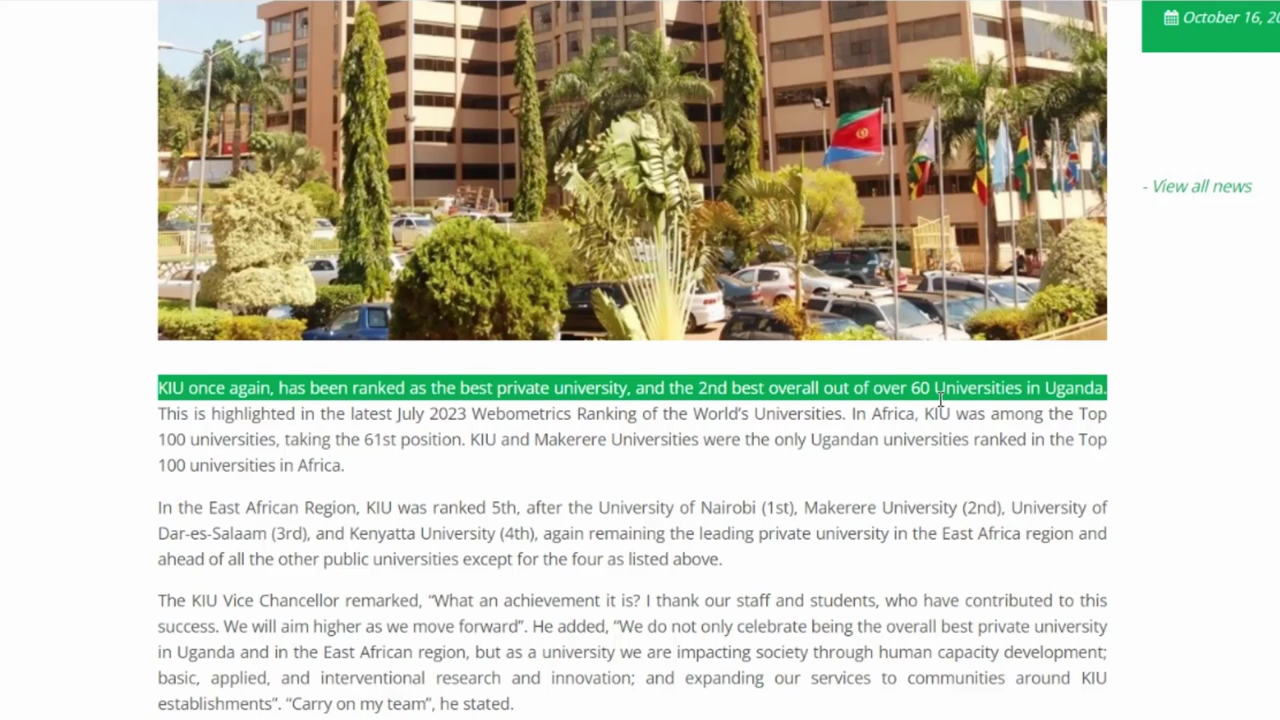 October 16, 20
- View all news
KIU once again, has been ranked as the best private university, and the 2nd best overall out of over 60 Universities in Uganda.
This is highlighted in the latest July 2023 Webometrics Ranking of the World’s Universities. In Africa, KIU was among the Top
100 universities, taking the 61st position. KIU and Makerere Universities were the only Ugandan universities ranked in the Top
100 universities in Africa.
In the East African Region, KIU was ranked 5th, after the University of Nairobi (1st), Makerere University (2nd), University of
Dar-es-Salaam (3rd), and Kenyatta University (4th), again remaining the leading private university in the East Africa region and
ahead of all the other public universities except for the four as listed above.
The KIU Vice Chancellor remarked, “What an achievement it is? I thank our staff and students, who have contributed to this
success. We will aim higher as we move forward”. He added, “We do not only celebrate being the overall best private university
in Uganda and in the East African region, but as a university we are impacting society through human capacity development;
basic, applied, and interventional research and innovation; and expanding our services to communities around KIU
establishments”. “Carry on my team”, he stated.